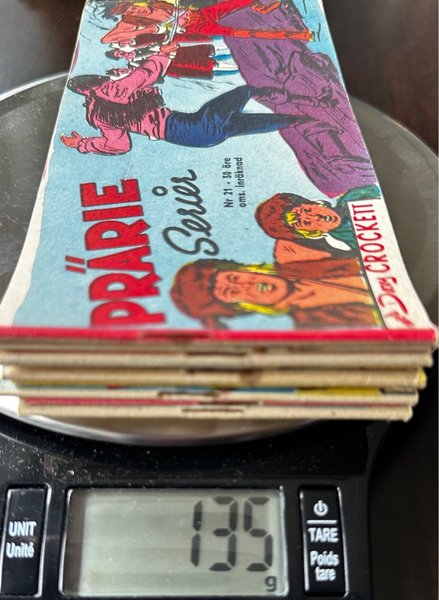 PRÄRIE
Serier
Nr 21 - 50 öre
oms. inräknad
Davy CROCKETT
UNIT
Unité
135
g
TARE
Poids
tare